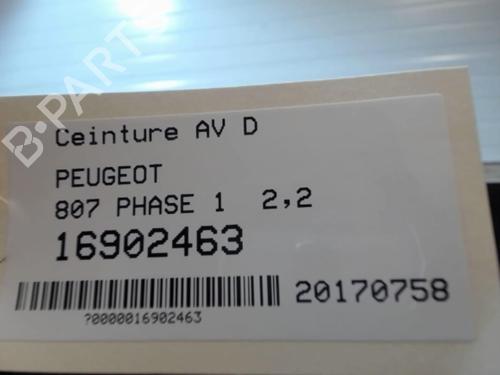 B-PARTS
Ceinture AV D
PEUGEOT
807 PHASE 1 2,2
16902463
20170758
?0000016902463